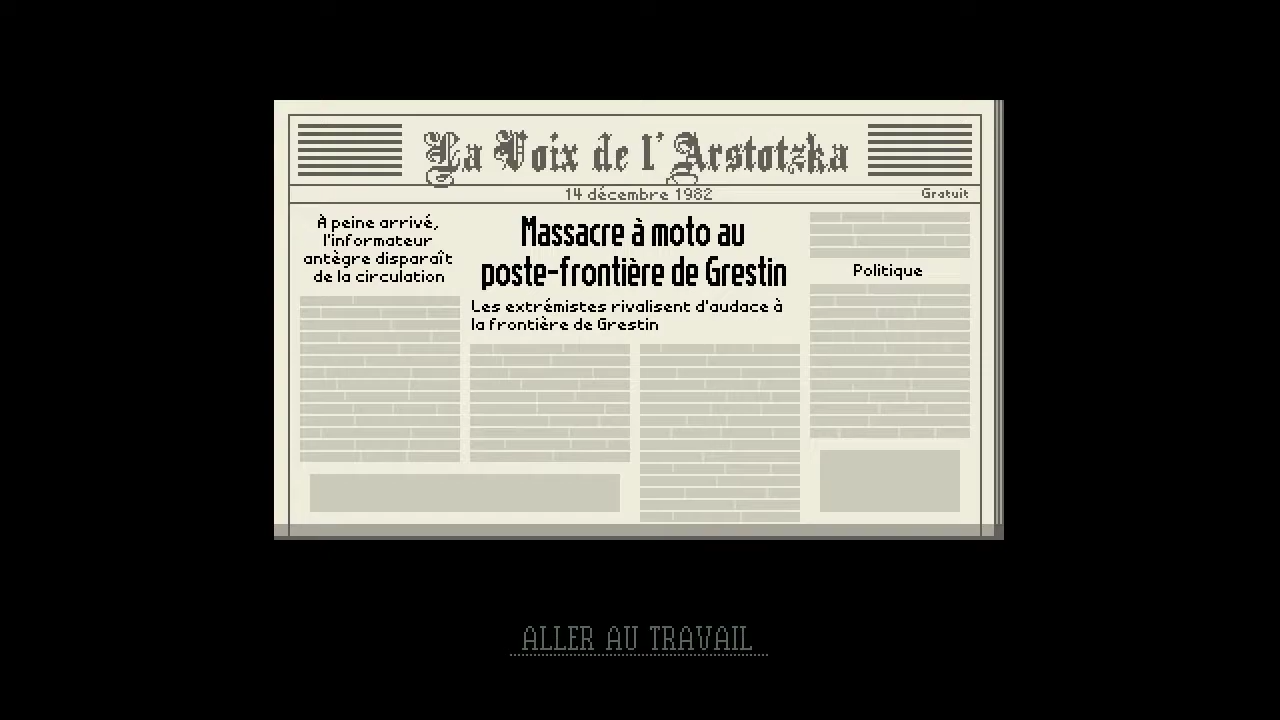 La Voix de l'Arstotzka
14 décembre 1982
Gratuit
À peine arrivé,
l'informateur
antègre disparaît
de la circulation
Massacre à moto au
poste-frontière de Grestin
Les extrémistes rivalisent d'audace à
la frontière de Grestin
Politique
ALLER AU TRAVAIL